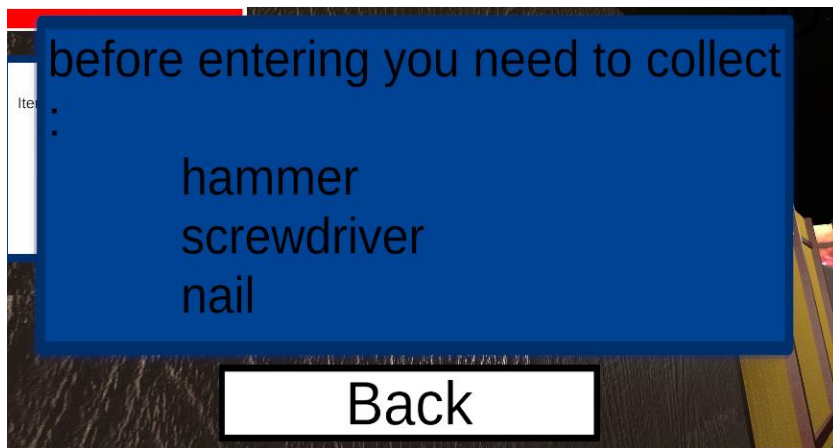 before entering you need to collect
:
hammer
screwdriver
nail
Back